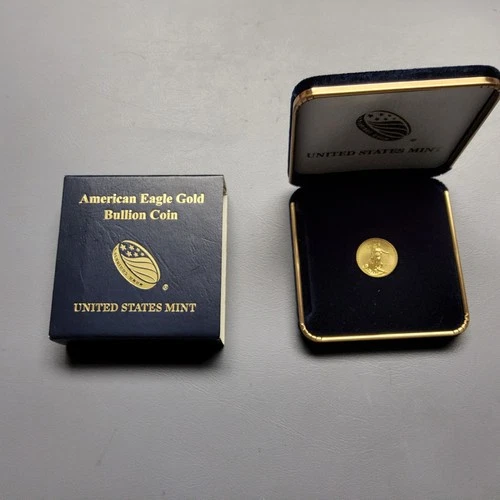 American Eagle Gold
Bullion Coin
®
UNITED STATES MINT
UNITED STATES MINT